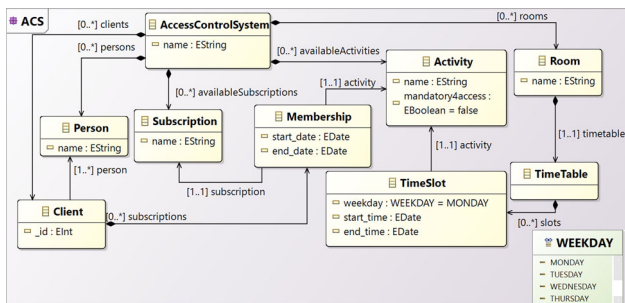 ACS
[0..*] clients
AccessControlSystem
name : EString
[0..*] rooms
[0..*] persons
[0..*] availableActivities
Activity
name : EString
mandatory4access :
EBoolean = false
Room
name : EString
[0..*] availableSubscriptions
[1..1] activity
Person
name : EString
Subscription
name : EString
Membership
start_date : EDate
end_date : EDate
[1..1] timetable
[1..1] activity
[1..*] person
[1..1] subscription
TimeSlot
weekday : WEEKDAY = MONDAY
start_time : EDate
end_time : EDate
TimeTable
Client
_id : EInt
[0..*] subscriptions
[0..*] slots
WEEKDAY
MONDAY
TUESDAY
WEDNESDAY
THURSDAY